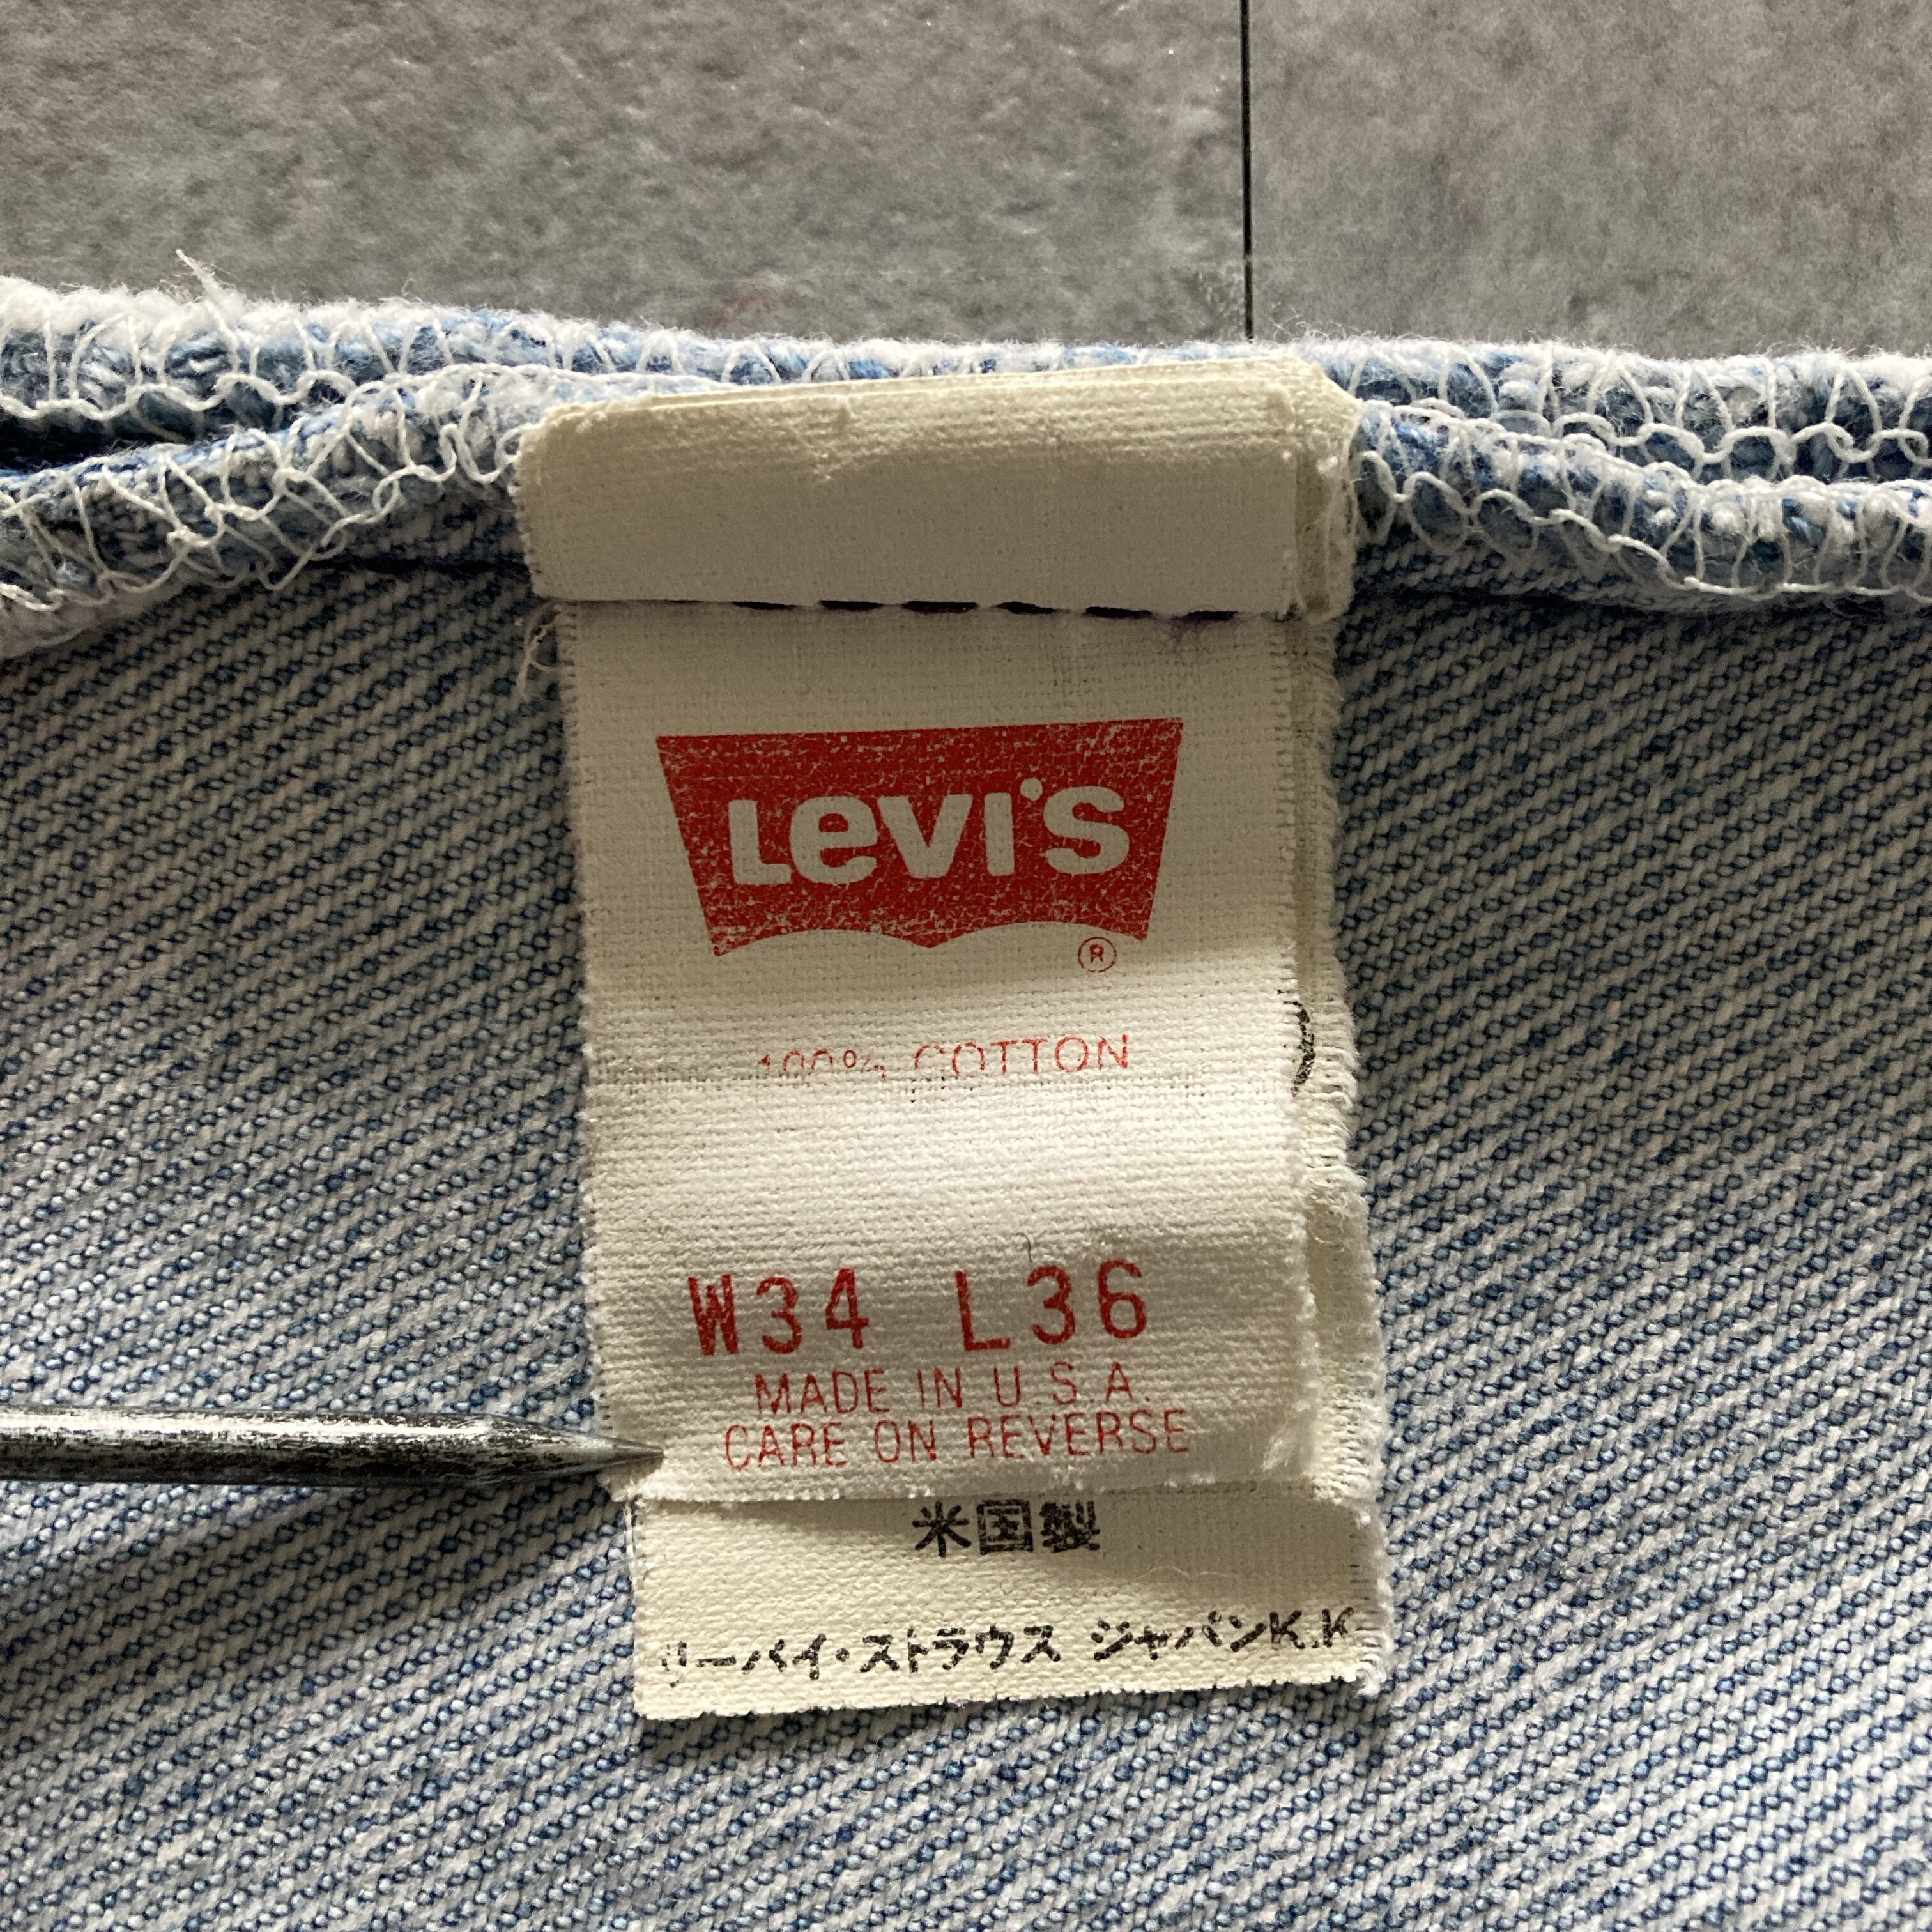 LEVI'S
®
100% COTTON
W34 L36
MADE IN U.S.A.
CARE ON REVERSE
米国製
リーバイ・ストラウス ジャパンK.K